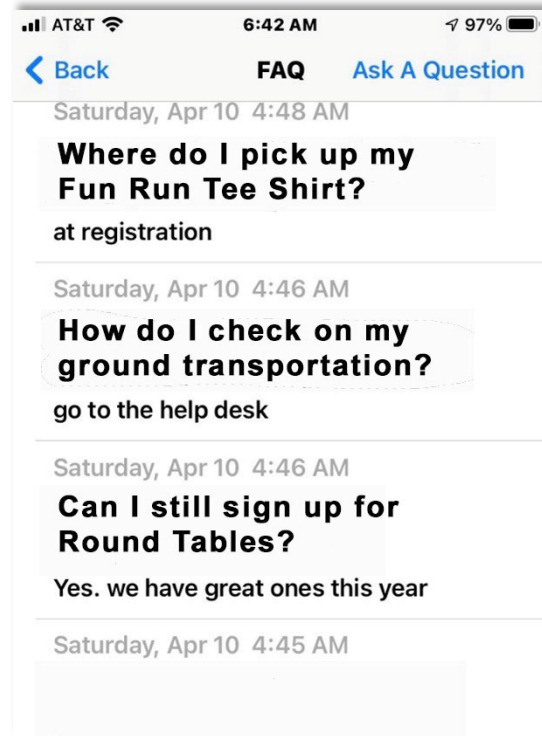 AT&T 6:42 AM 97%
Back FAQ Ask A Question
Saturday, Apr 10 4:48 AM
Where do I pick up my
Fun Run Tee Shirt?
at registration
Saturday, Apr 10 4:46 AM
How do I check on my
ground transportation?
go to the help desk
Saturday, Apr 10 4:46 AM
Can I still sign up for
Round Tables?
Yes. we have great ones this year
Saturday, Apr 10 4:45 AM